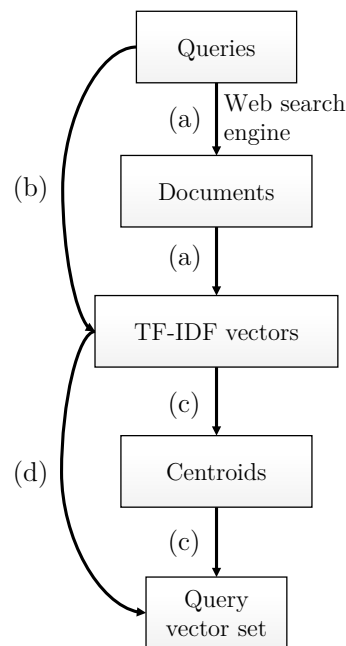 Queries
(a)
Web search
engine
(b)
Documents
(a)
TF-IDF vectors
(c)
(d)
Centroids
(c)
Query
vector set